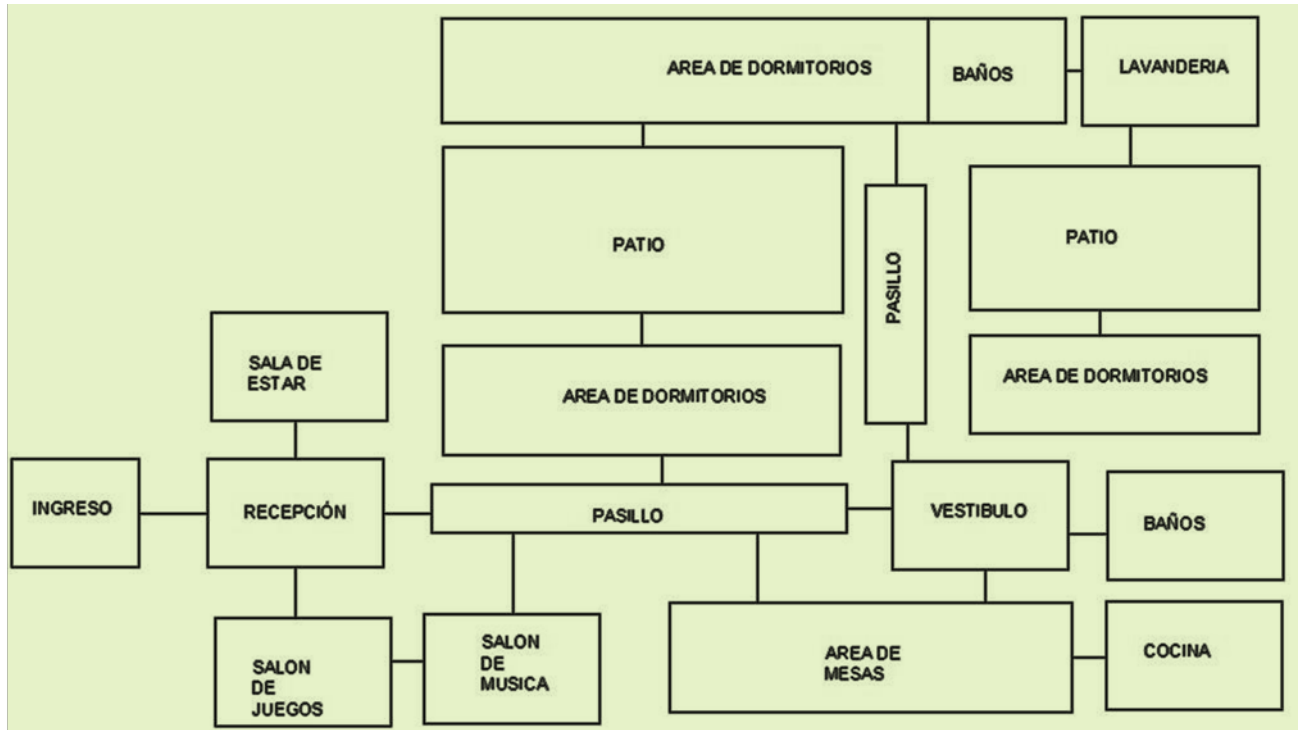 AREA DE DORMITORIOS
BAÑOS
LAVANDERIA
PATIO
PASILLO
PATIO
SALA DE
ESTAR
AREA DE DORMITORIOS
AREA DE DORMITORIOS
INGRESO
RECEPCIÓN
PASILLO
VESTIBULO
BAÑOS
SALON
DE
JUEGOS
SALON
DE
MUSICA
AREA DE
MESAS
COCINA